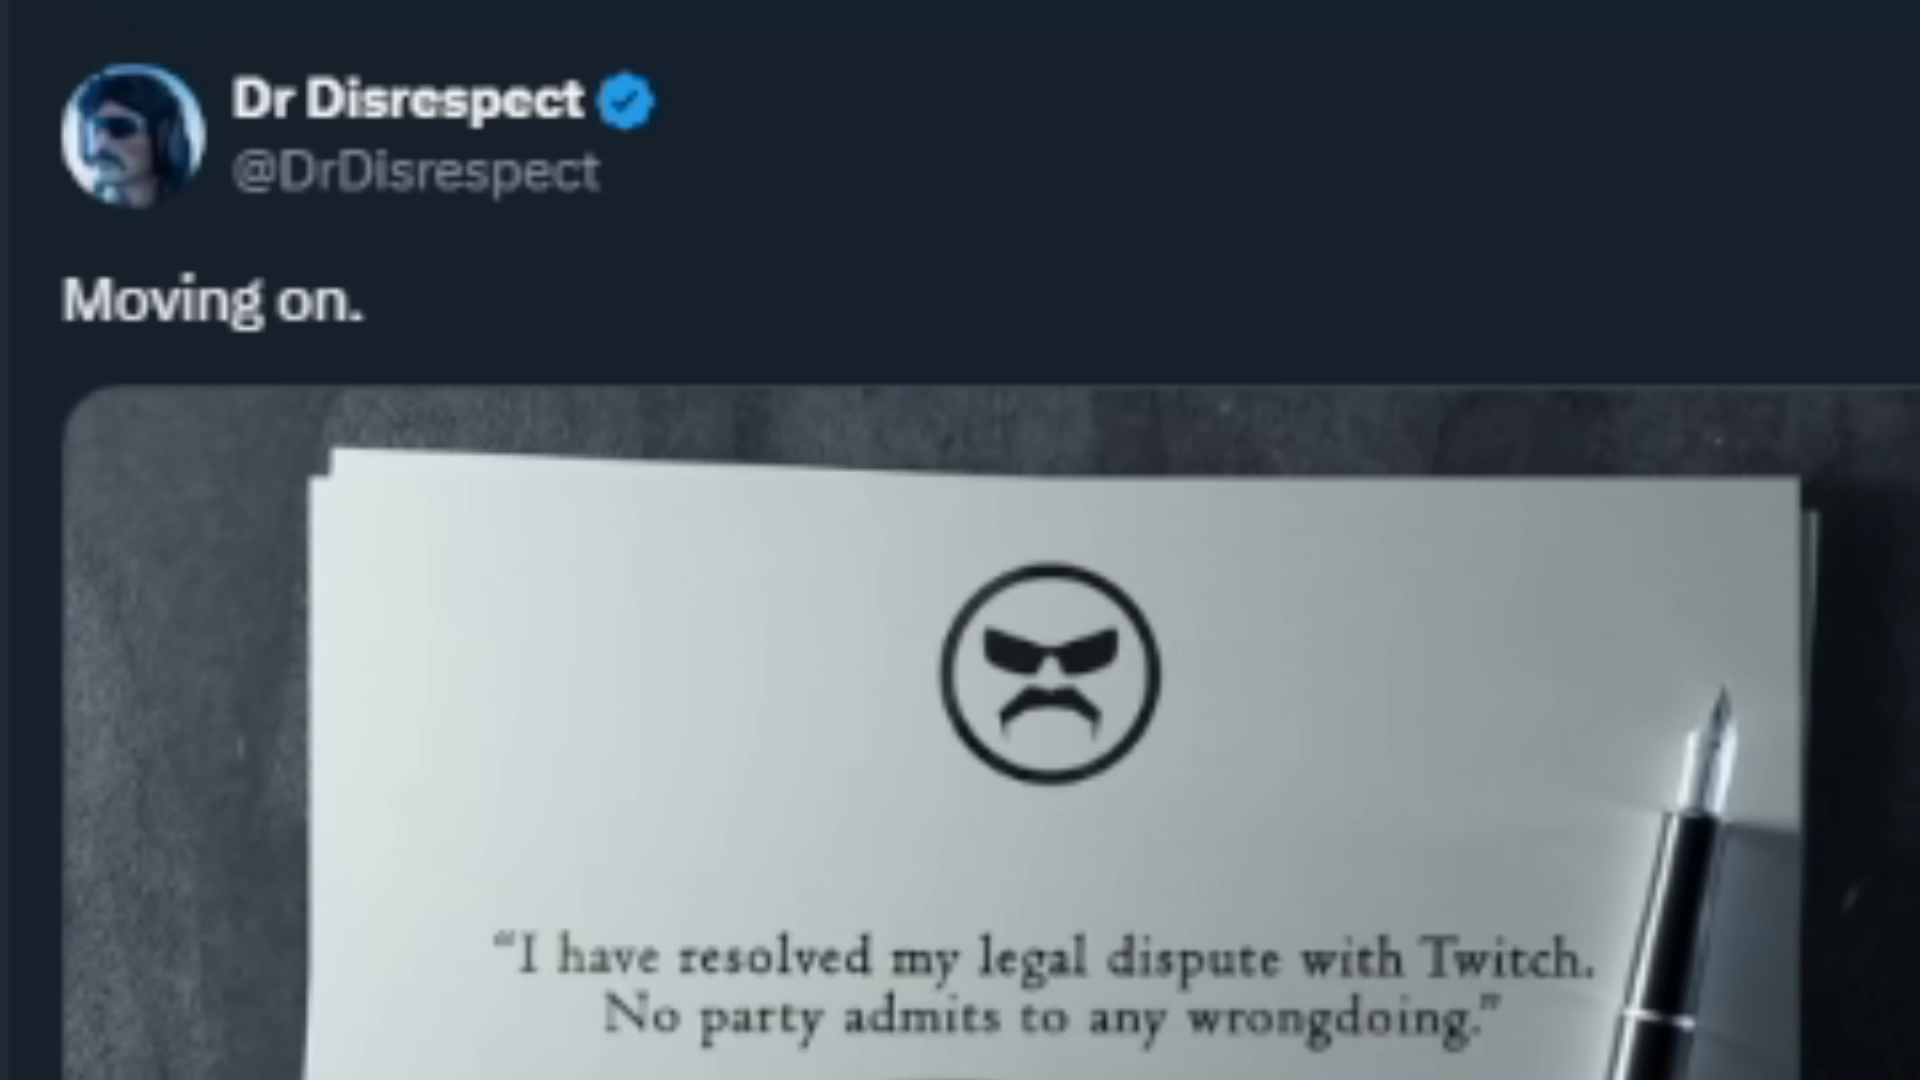 Dr Disrespect
@DrDisrespect
Moving on.
“I have resolved my legal dispute with Twitch.
No party admits to any wrongdoing.”